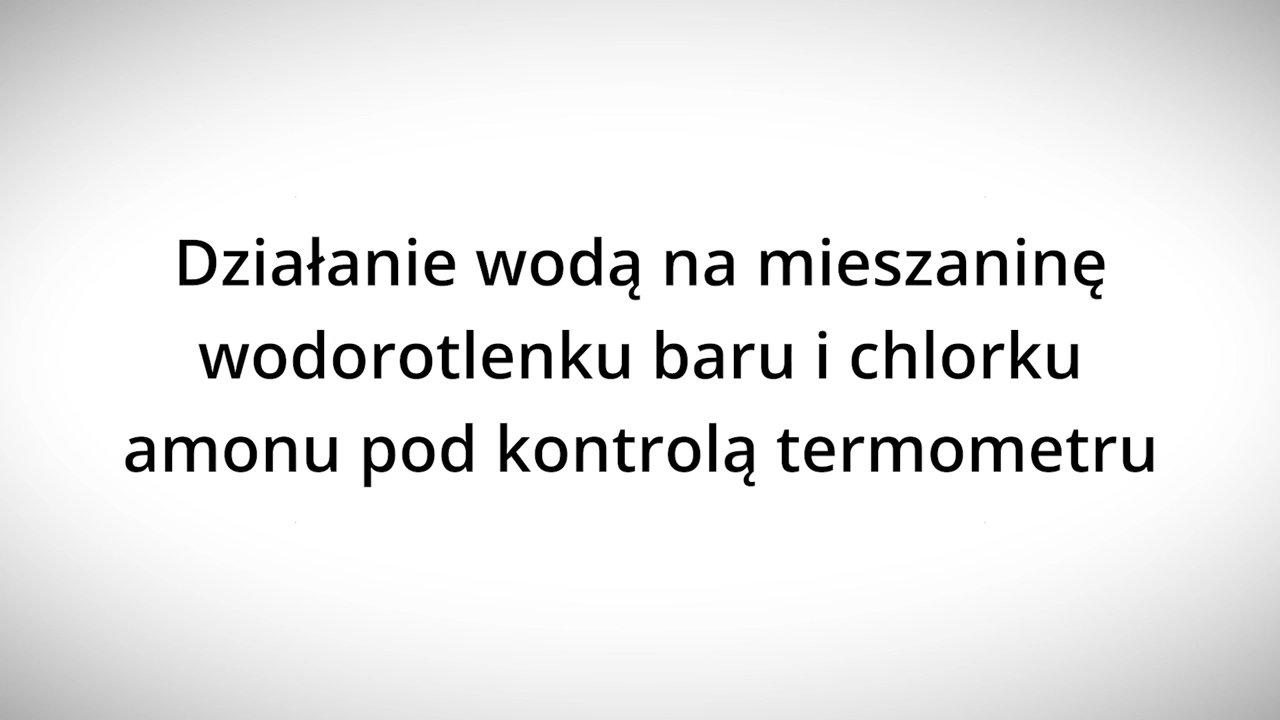 Działanie wodą na mieszaninę
wodorotlenku baru i chlorku
amonu pod kontrolą termometru